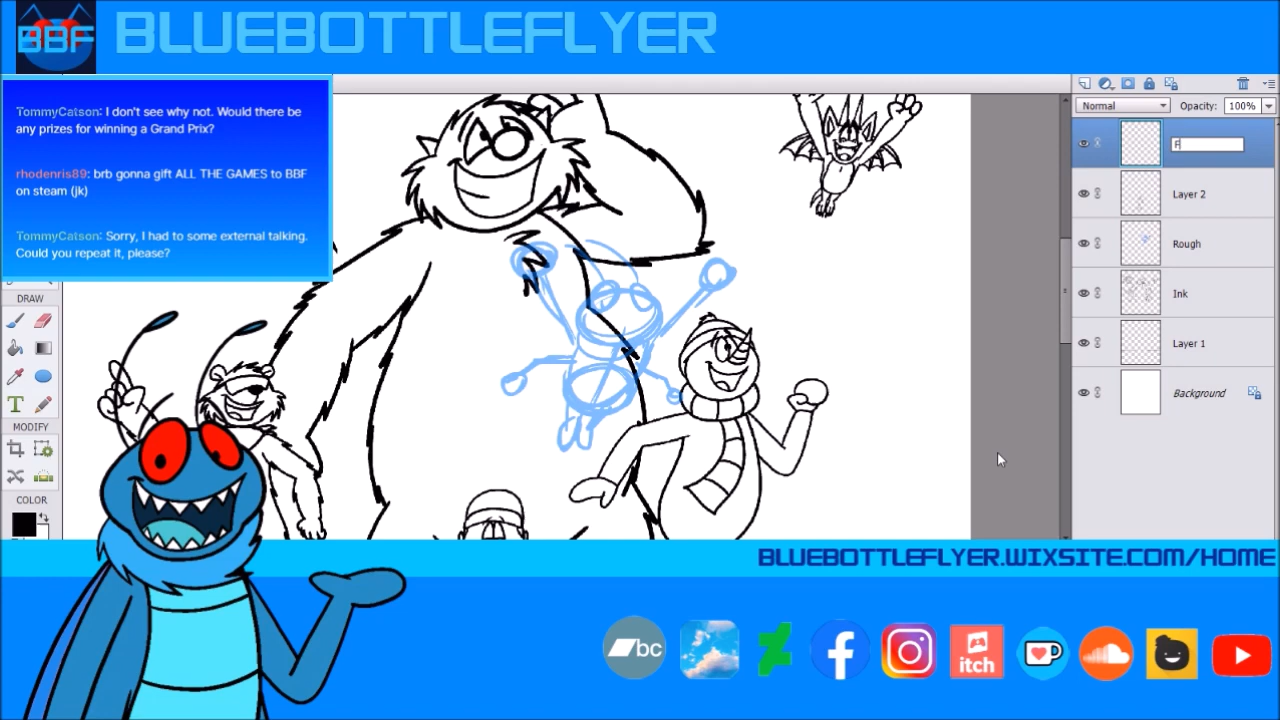 BBF
BLUEBOTTLEFLYER
TommyCatson: I don't see why not. Would there be
any prizes for winning a Grand Prix?
rhodenris89: brb gonna gift ALL THE GAMES to BBF
on steam (jk)
TommyCatson: Sorry, I had to some external talking.
Could you repeat it, please?
Normal Opacity: 100%
F
Layer 2
Rough
Ink
Layer 1
Background
DRAW
T
MODIFY
COLOR
BLUEBOTTLEFLYER.WIXSITE.COM/HOME
bc
itch